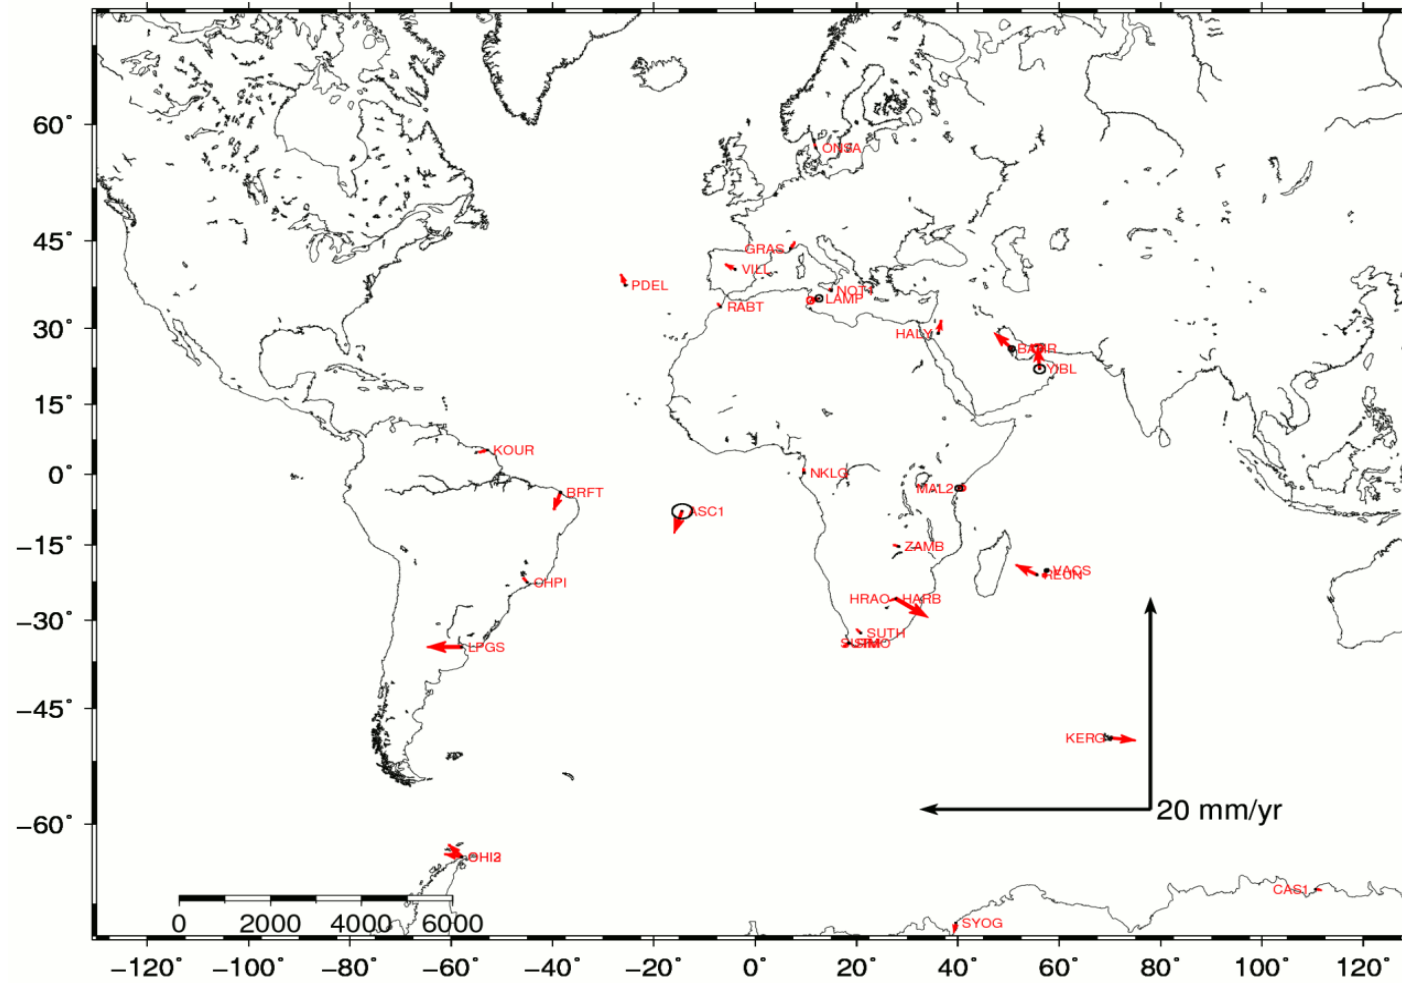 60°
ONSA
45°
GRAS
VILL
PDEL
NOT1
LAMP
RABT
30°
HALY
BAHR
YIBL
15°
KOUR
0°
NKLG
MAL2
BRFT
ASC1
−15°
ZAMB
VACS
REUN
CHPI
HRAO
HARB
−30°
SUTH
SIMO
LPGS
−45°
KERG
20 mm/yr
−60°
OHI2
CAS1
0 2000 4000 6000
SYOG
−120° −100° −80° −60° −40° −20° 0° 20° 40° 60° 80° 100° 120°